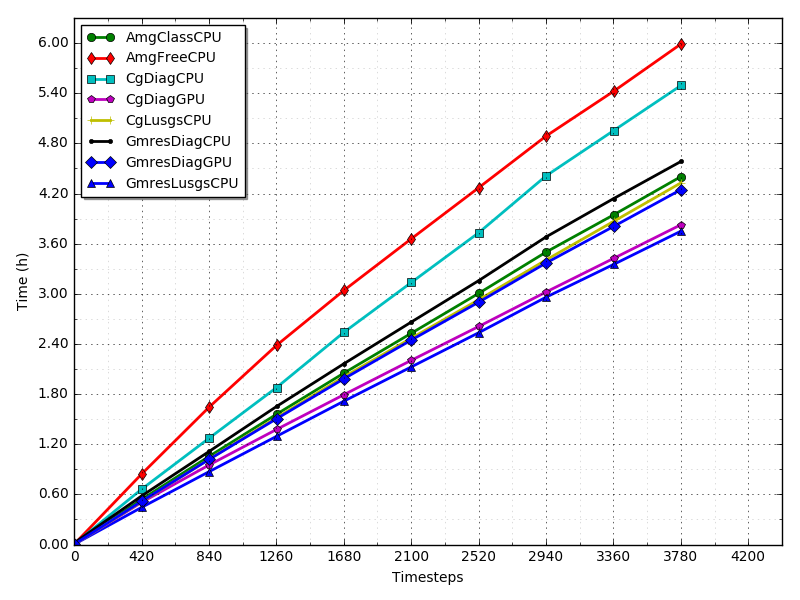 AmgClassCPU
AmgFreeCPU
CgDiagCPU
CgDiagGPU
CgLusgsCPU
GmresDiagCPU
GmresDiagGPU
GmresLusgsCPU
Time (h)
6.00
5.40
4.80
4.20
3.60
3.00
2.40
1.80
1.20
0.60
0.00
0 420 840 1260 1680 2100 2520 2940 3360 3780 4200
Timesteps